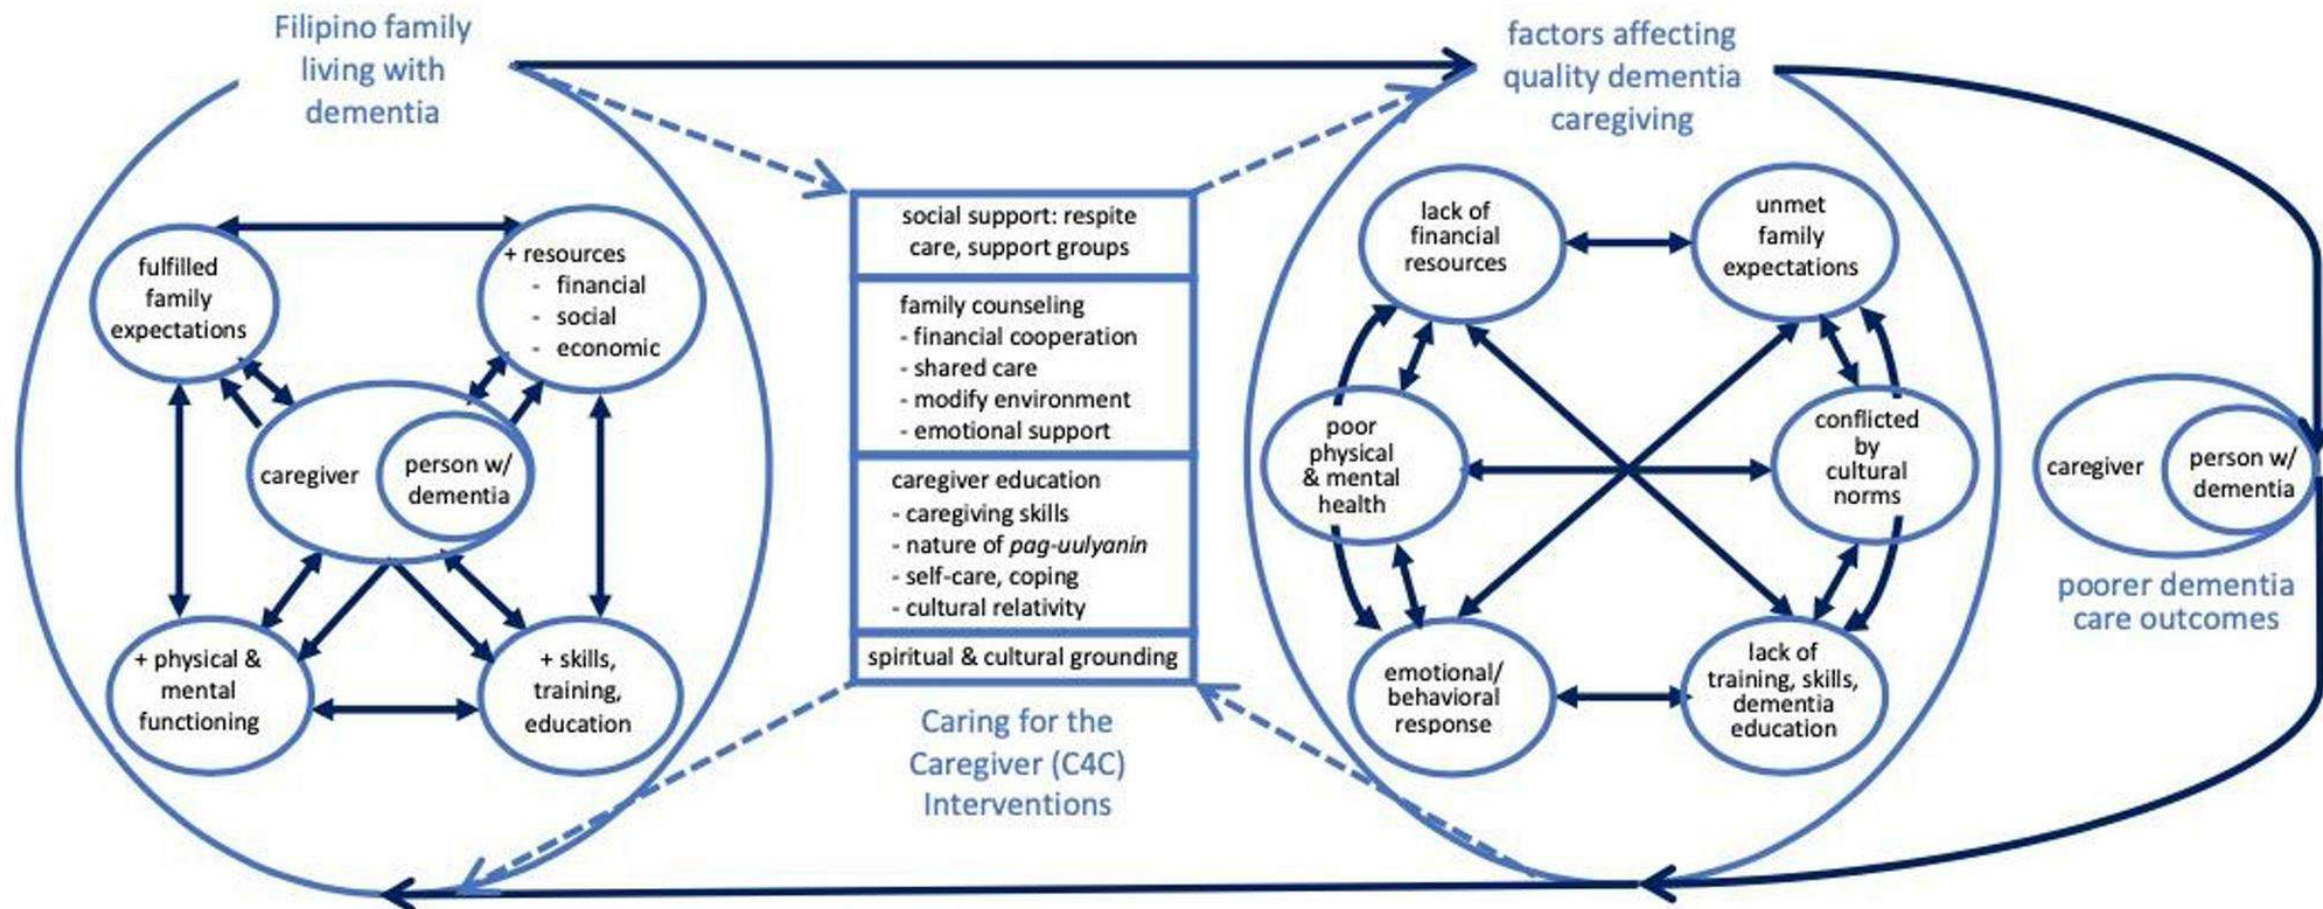 Filipino family
living with
dementia
fulfilled
family
expectations
+ resources
- financial
- social
- economic
caregiver
person w/
dementia
+ physical &
mental
functioning
+ skills,
training,
education
social support: respite
care, support groups
family counseling
- financial cooperation
- shared care
- modify environment
- emotional support
caregiver education
- caregiving skills
- nature of pag-uulyanin
- self-care, coping
- cultural relativity
spiritual & cultural grounding
Caring for the
Caregiver (C4C)
Interventions
factors affecting
quality dementia
caregiving
lack of
financial
resources
unmet
family
expectations
poor
physical
& mental
health
conflicted
by
cultural
norms
emotional/
behavioral
response
lack of
training, skills,
dementia
education
caregiver
person w/
dementia
poorer dementia
care outcomes